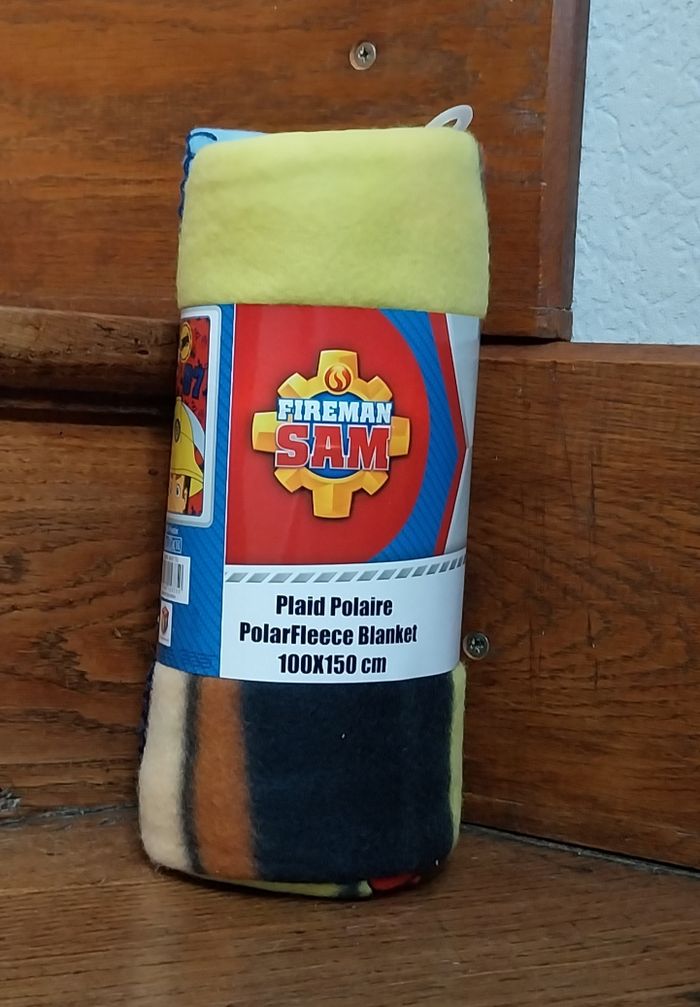 FIREMAN
SAM
Plaid Polaire
PolarFleece Blanket
100X150 cm